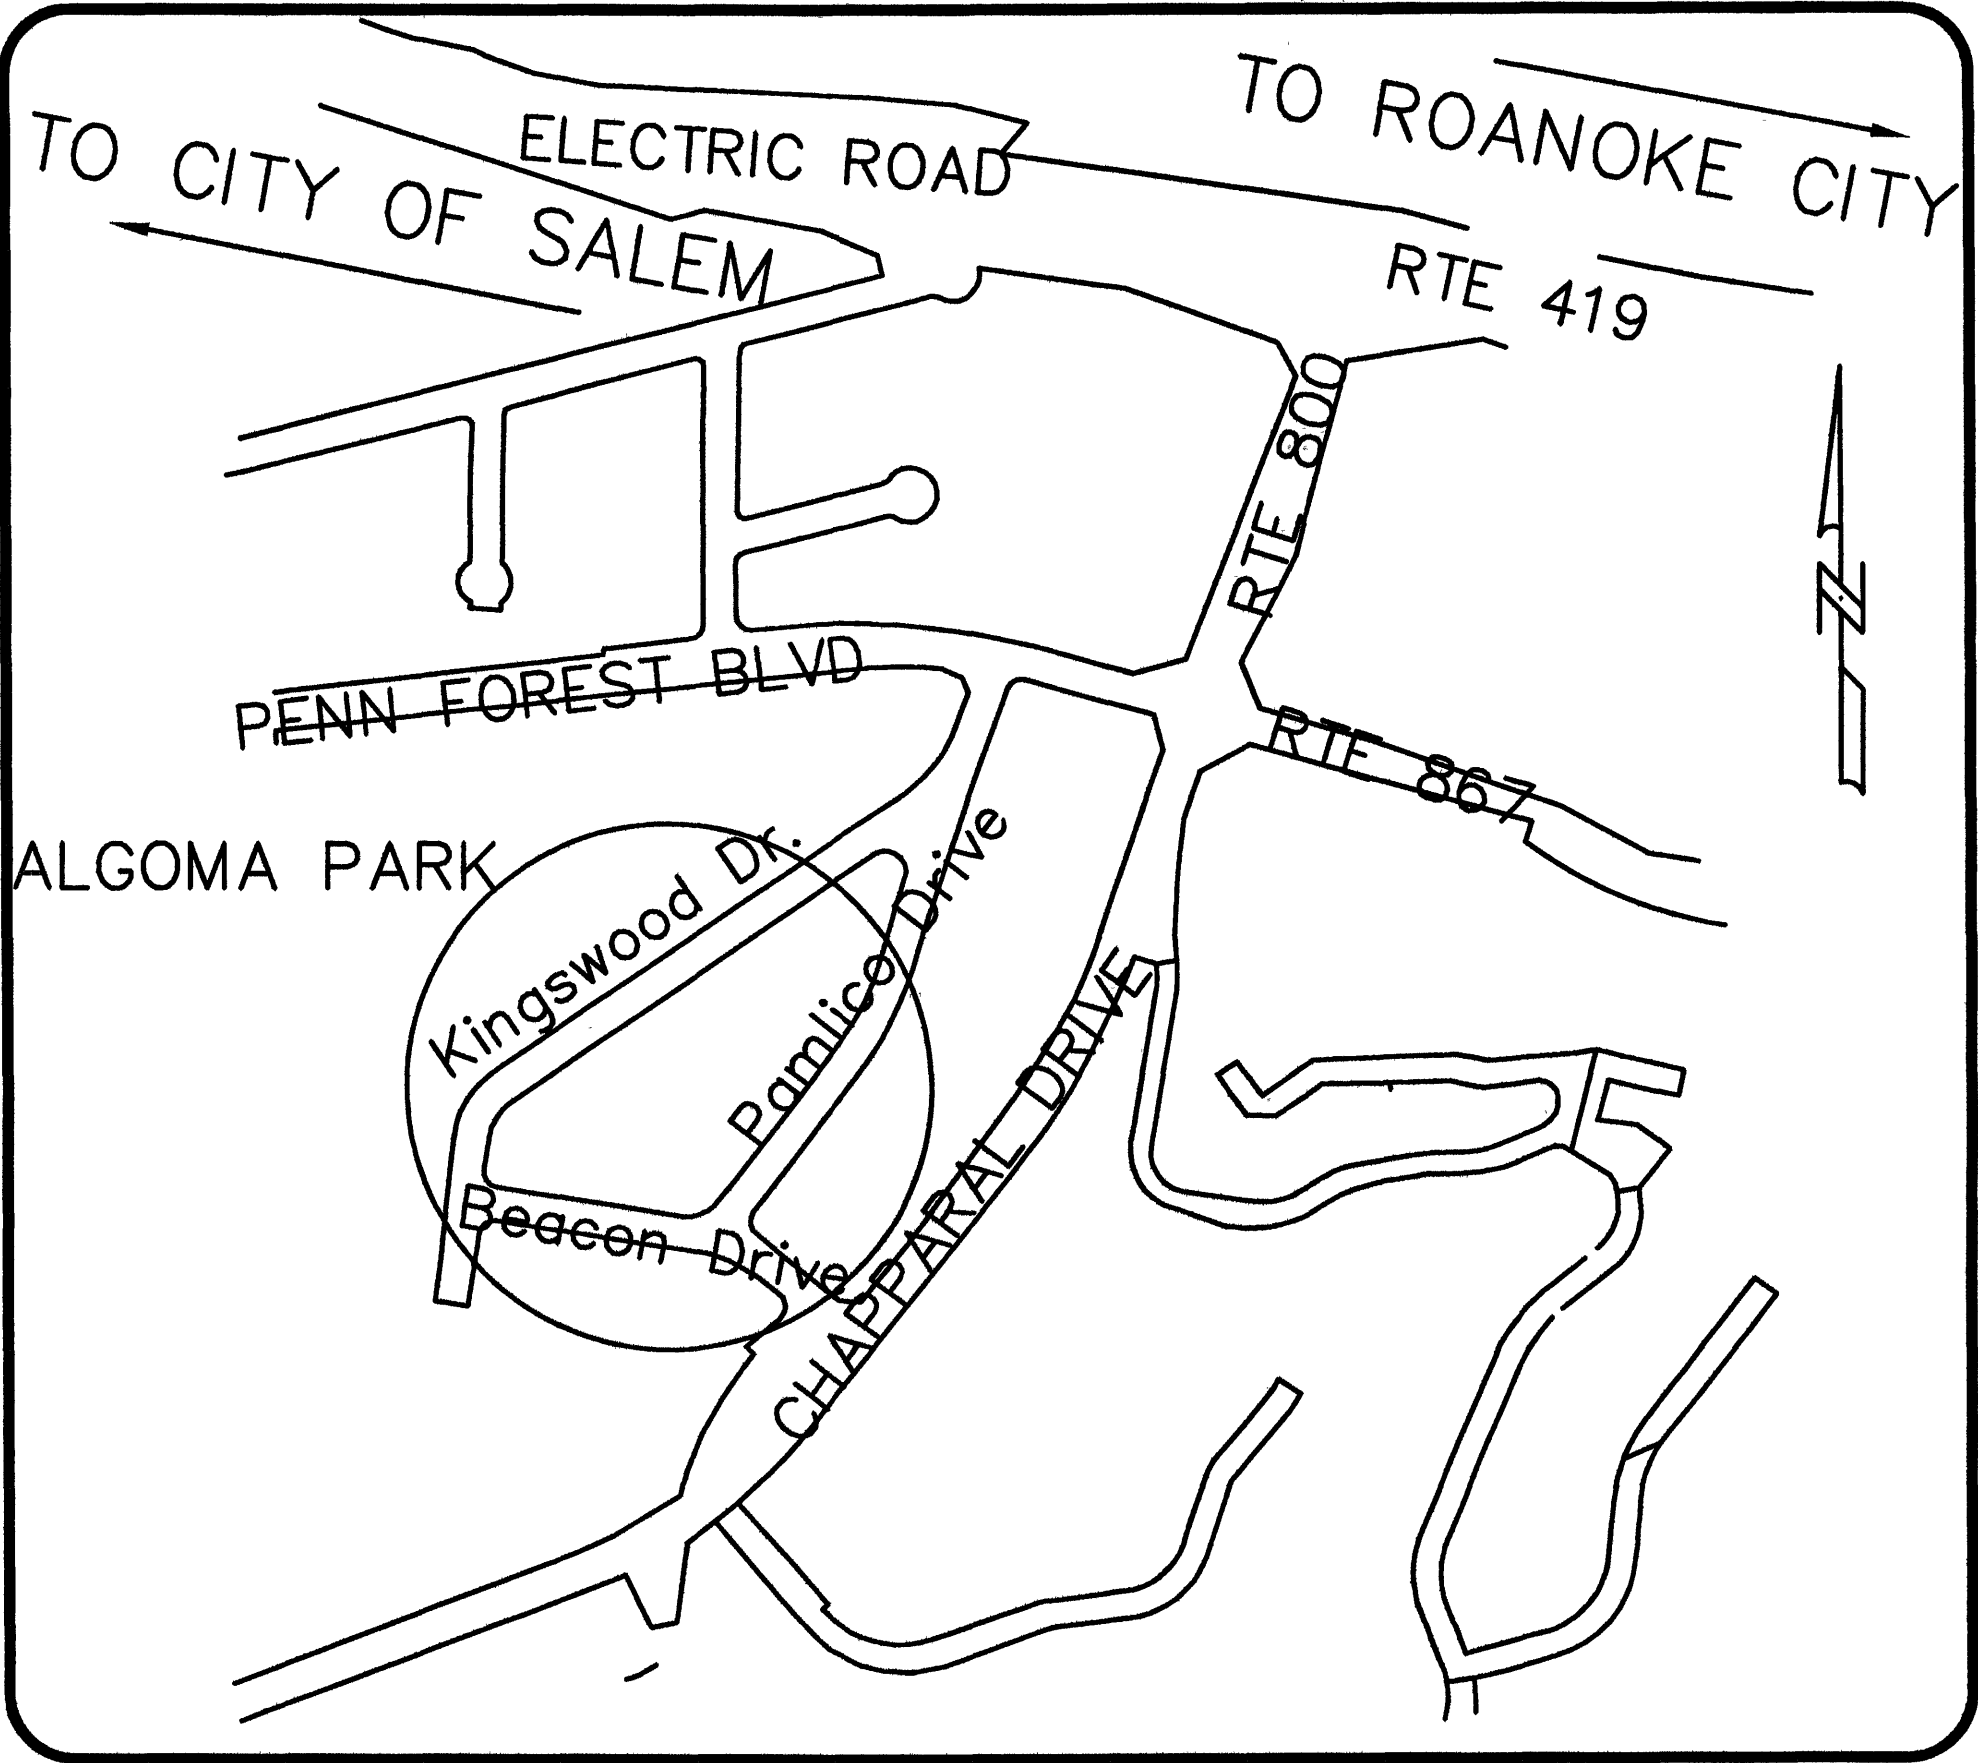 TO ROANOKE CITY
TO CITY OF SALEM
ELECTRIC ROAD
RTE 419
RTE 800
N
PENN FOREST BLVD
RTE 867
ALGOMA PARK
Kingswood Dr.
Pamlico Drive
CHAPPARAL DRIVE
Beacon Drive